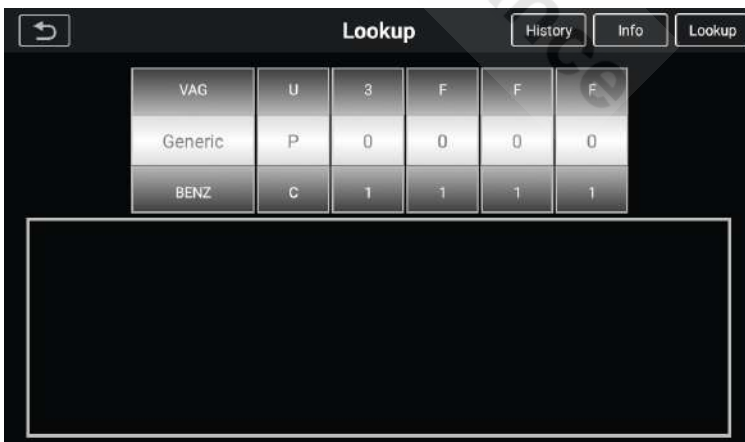 Lookup History Info Lookup
VAG U 3 F F F
Generic P 0 0 0 0
BENZ C 1 1 1 1